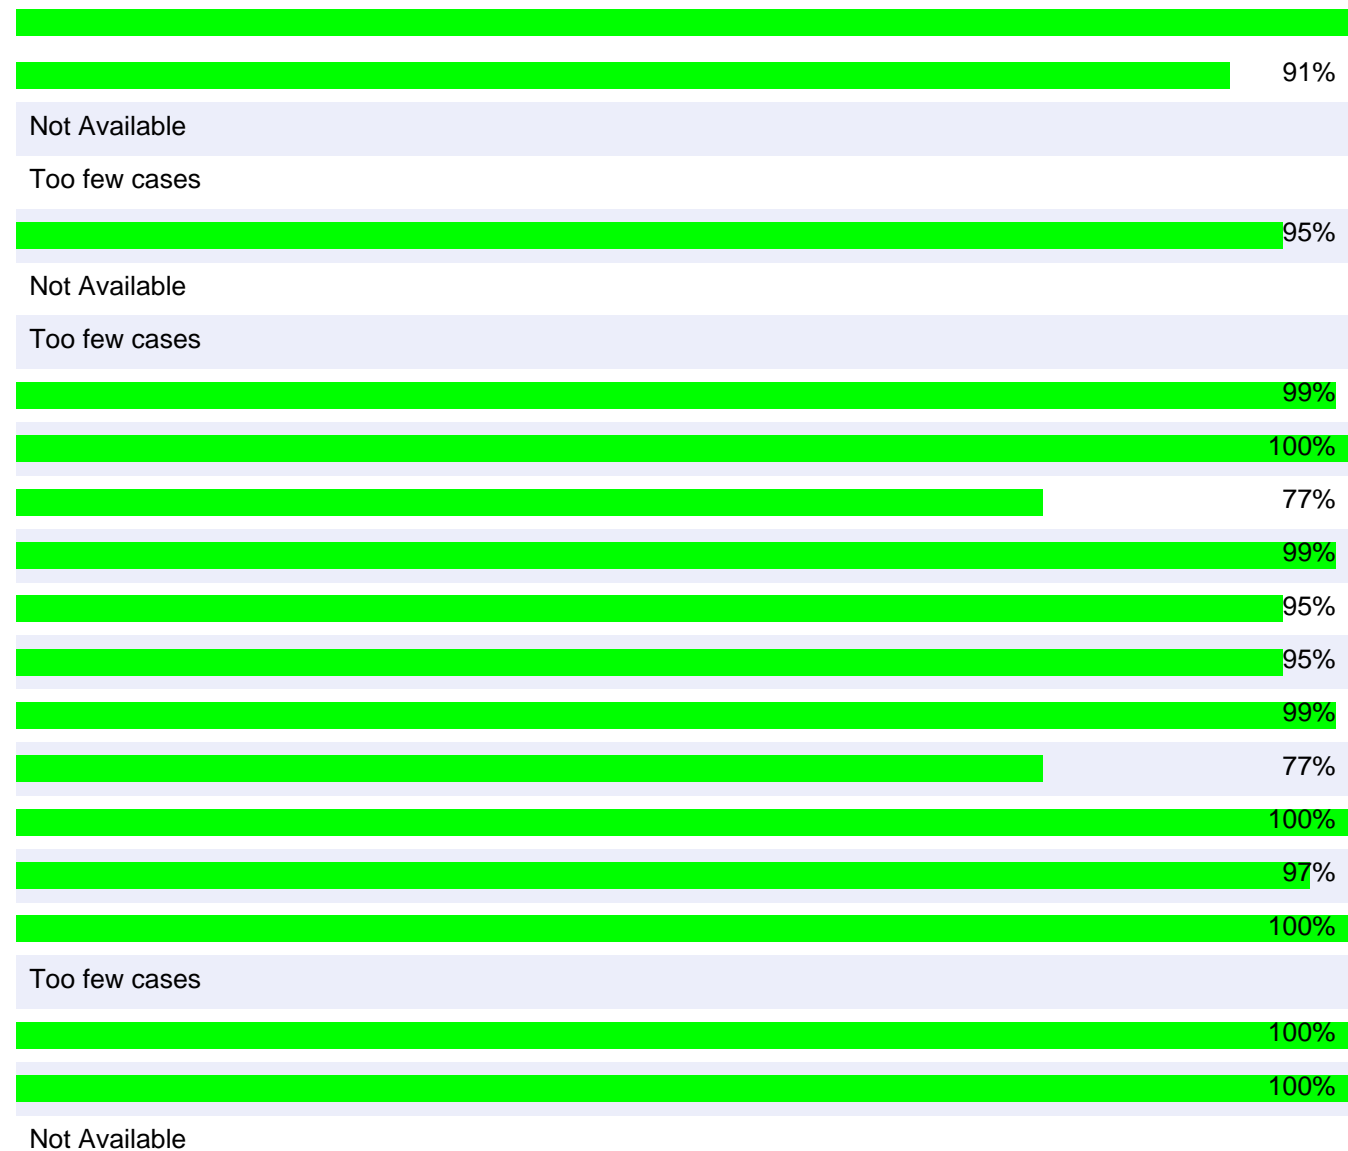 91%
Not Available
Too few cases
95%
Not Available
Too few cases
99%
100%
77%
99%
95%
95%
99%
77%
100%
97%
100%
Too few cases
100%
100%
Not Available